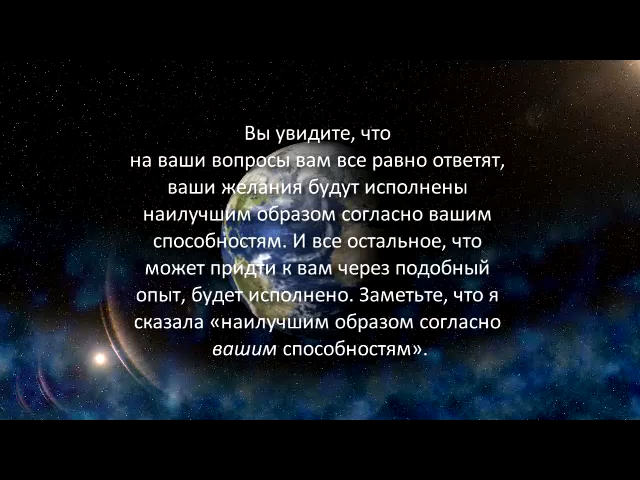 Вы увидите, что
на ваши вопросы вам все равно ответят,
ваши желания будут исполнены
наилучшим образом согласно вашим
способностям. И все остальное, что
может придти к вам через подобный
опыт, будет исполнено. Заметьте, что я
сказала «наилучшим образом согласно
вашим способностям».